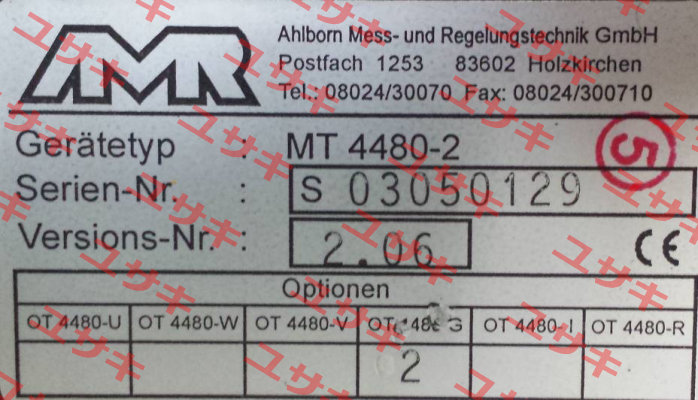 AMR
Ahlborn Mess- und Regelungstechnik GmbH
Postfach 1253 83602 Holzkirchen
Tel.: 08024/30070 Fax: 08024/300710
Gerätetyp : MT 4480-2
5
Serien-Nr. : S 03050129
Versions-Nr. : 2.06 CE
Optionen
OT 4480-U OT 4480-W OT 4480-V OT 4480-G OT 4480-I OT 4480-R
2
ユサキ